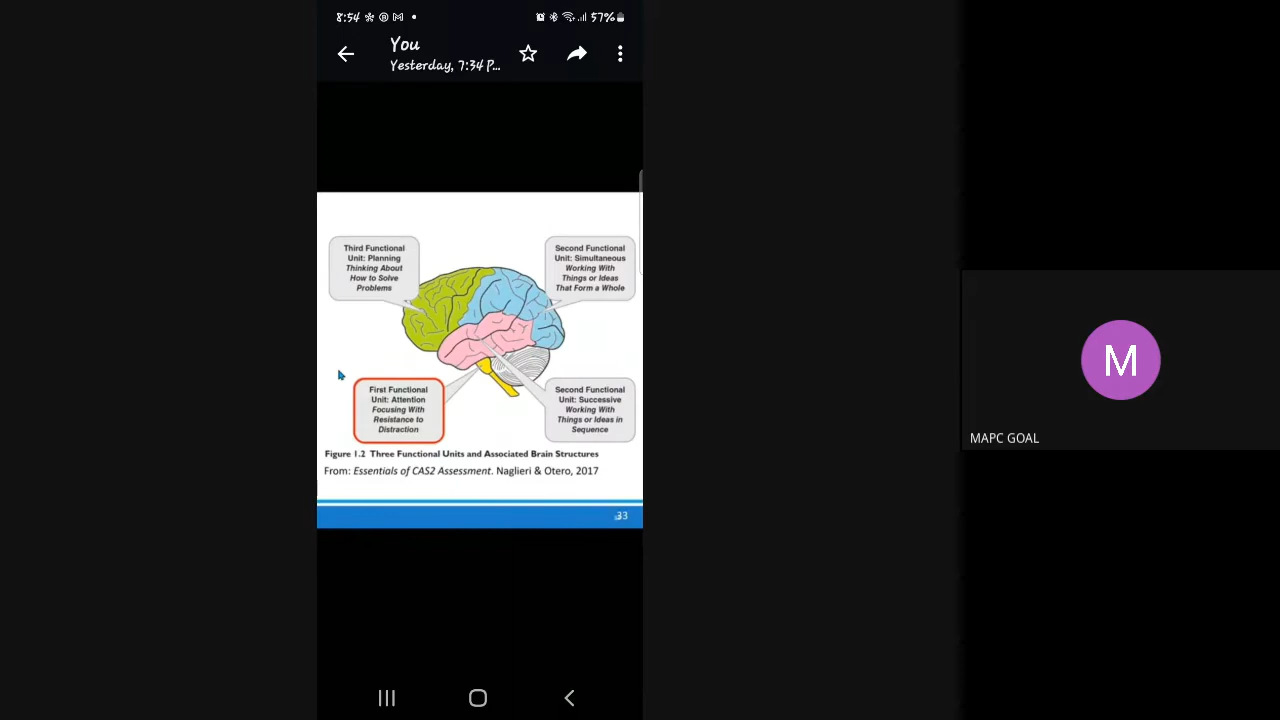 8:54
57%
You
Yesterday, 7:34 P...
Third Functional
Unit: Planning
Thinking About
How to Solve
Problems
Second Functional
Unit: Simultaneous
Working With
Things or Ideas
That Form a Whole
First Functional
Unit: Attention
Focusing With
Resistance to
Distraction
Second Functional
Unit: Successive
Working With
Things or Ideas in
Sequence
Figure 1.2 Three Functional Units and Associated Brain Structures
From: Essentials of CAS2 Assessment. Naglieri & Otero, 2017
33
M
MAPC GOAL